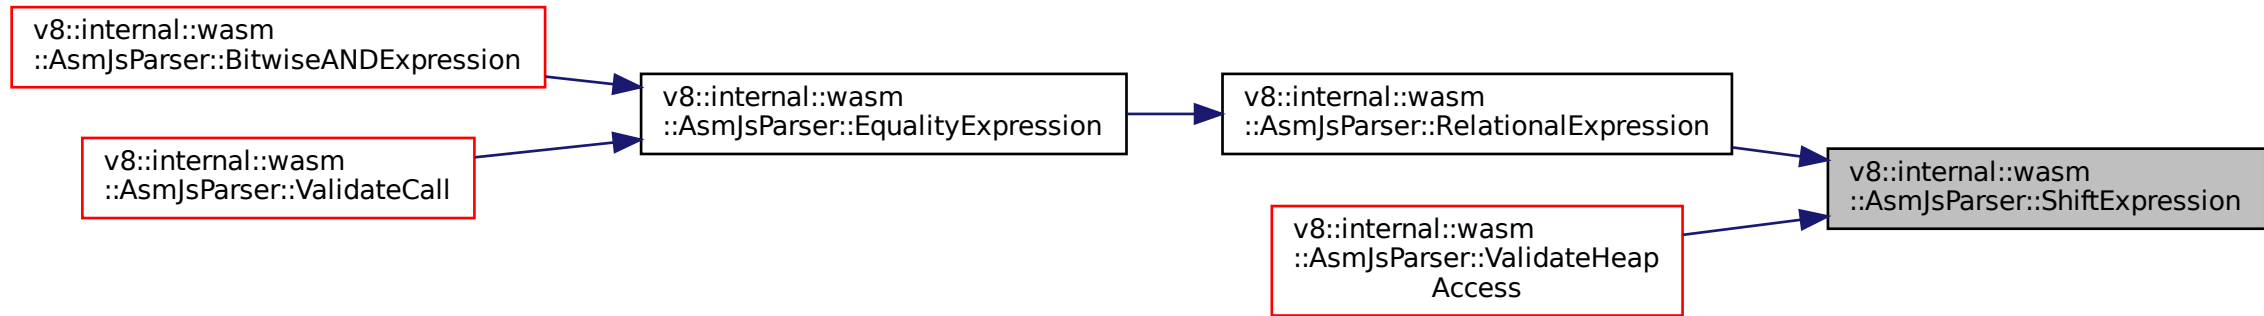 v8::internal::wasm
::AsmJsParser::BitwiseANDExpression
v8::internal::wasm
::AsmJsParser::ValidateCall
v8::internal::wasm
::AsmJsParser::EqualityExpression
v8::internal::wasm
::AsmJsParser::RelationalExpression
v8::internal::wasm
::AsmJsParser::ValidateHeap
Access
v8::internal::wasm
::AsmJsParser::ShiftExpression